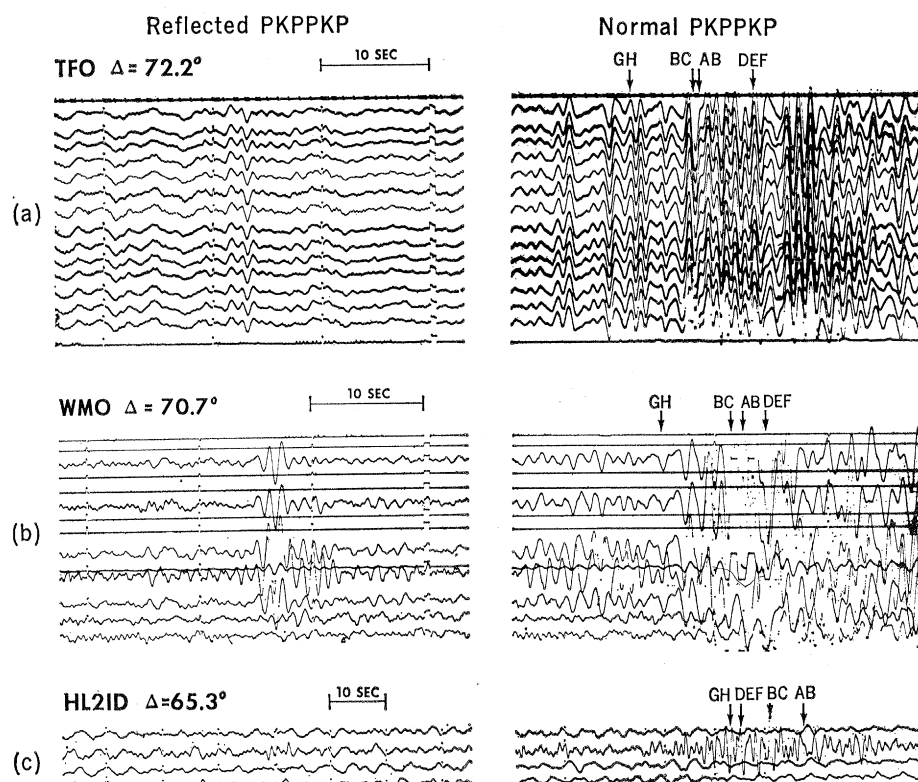 Reflected PKPPKP
Normal PKPPKP
TFO Δ= 72.2°
10 SEC
GH BC AB DEF
(a)
WMO Δ= 70.7°
10 SEC
GH BC AB DEF
(b)
HL2ID Δ=65.3°
10 SEC
GH DEF BC AB
(c)